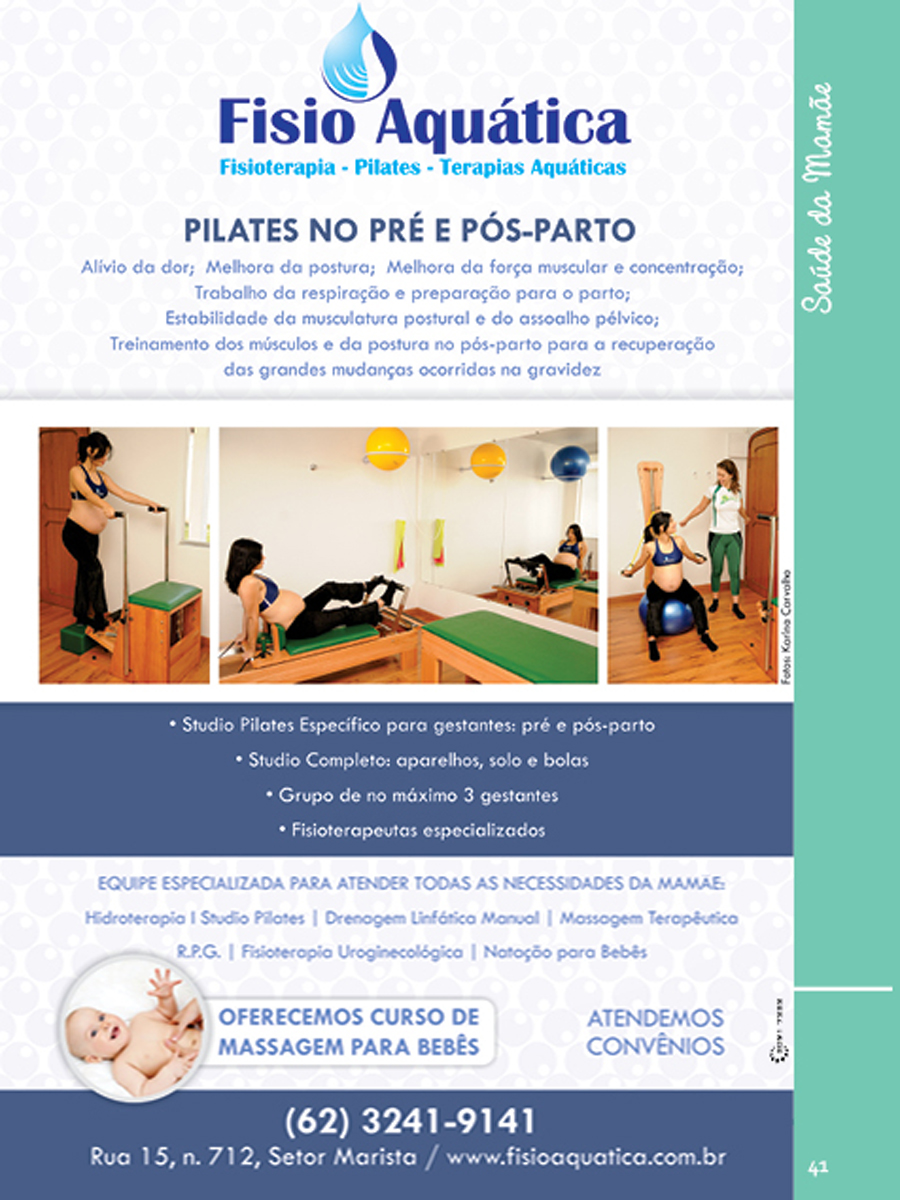 Fisio Aquática
Fisioterapia - Pilates - Terapias Aquáticas
PILATES NO PRÉ E PÓS-PARTO
Alívio da dor; Melhora da postura; Melhora da força muscular e concentração;
Trabalho da respiração e preparação para o parto;
Estabilidade da musculatura postural e do assoalho pélvico;
Treinamento dos músculos e da postura no pós-parto para a recuperação
das grandes mudanças ocorridas na gravidez
Fotos: Karina Carvalho
• Studio Pilates Específico para gestantes: pré e pós-parto
• Studio Completo: aparelhos, solo e bolas
• Grupo de no máximo 3 gestantes
• Fisioterapeutas especializados
EQUIPE ESPECIALIZADA PARA ATENDER TODAS AS NECESSIDADES DA MAMÃE:
Hidroterapia I Studio Pilates | Drenagem Linfática Manual | Massagem Terapêutica
R.P.G. | Fisioterapia Uroginecológica | Natação para Bebês
OFERECEMOS CURSO DE
MASSAGEM PARA BEBÊS
ATENDEMOS
CONVÊNIOS
(62) 3241-9141
Rua 15, n. 712, Setor Marista / www.fisioaquatica.com.br
Saúde da Mamãe
41